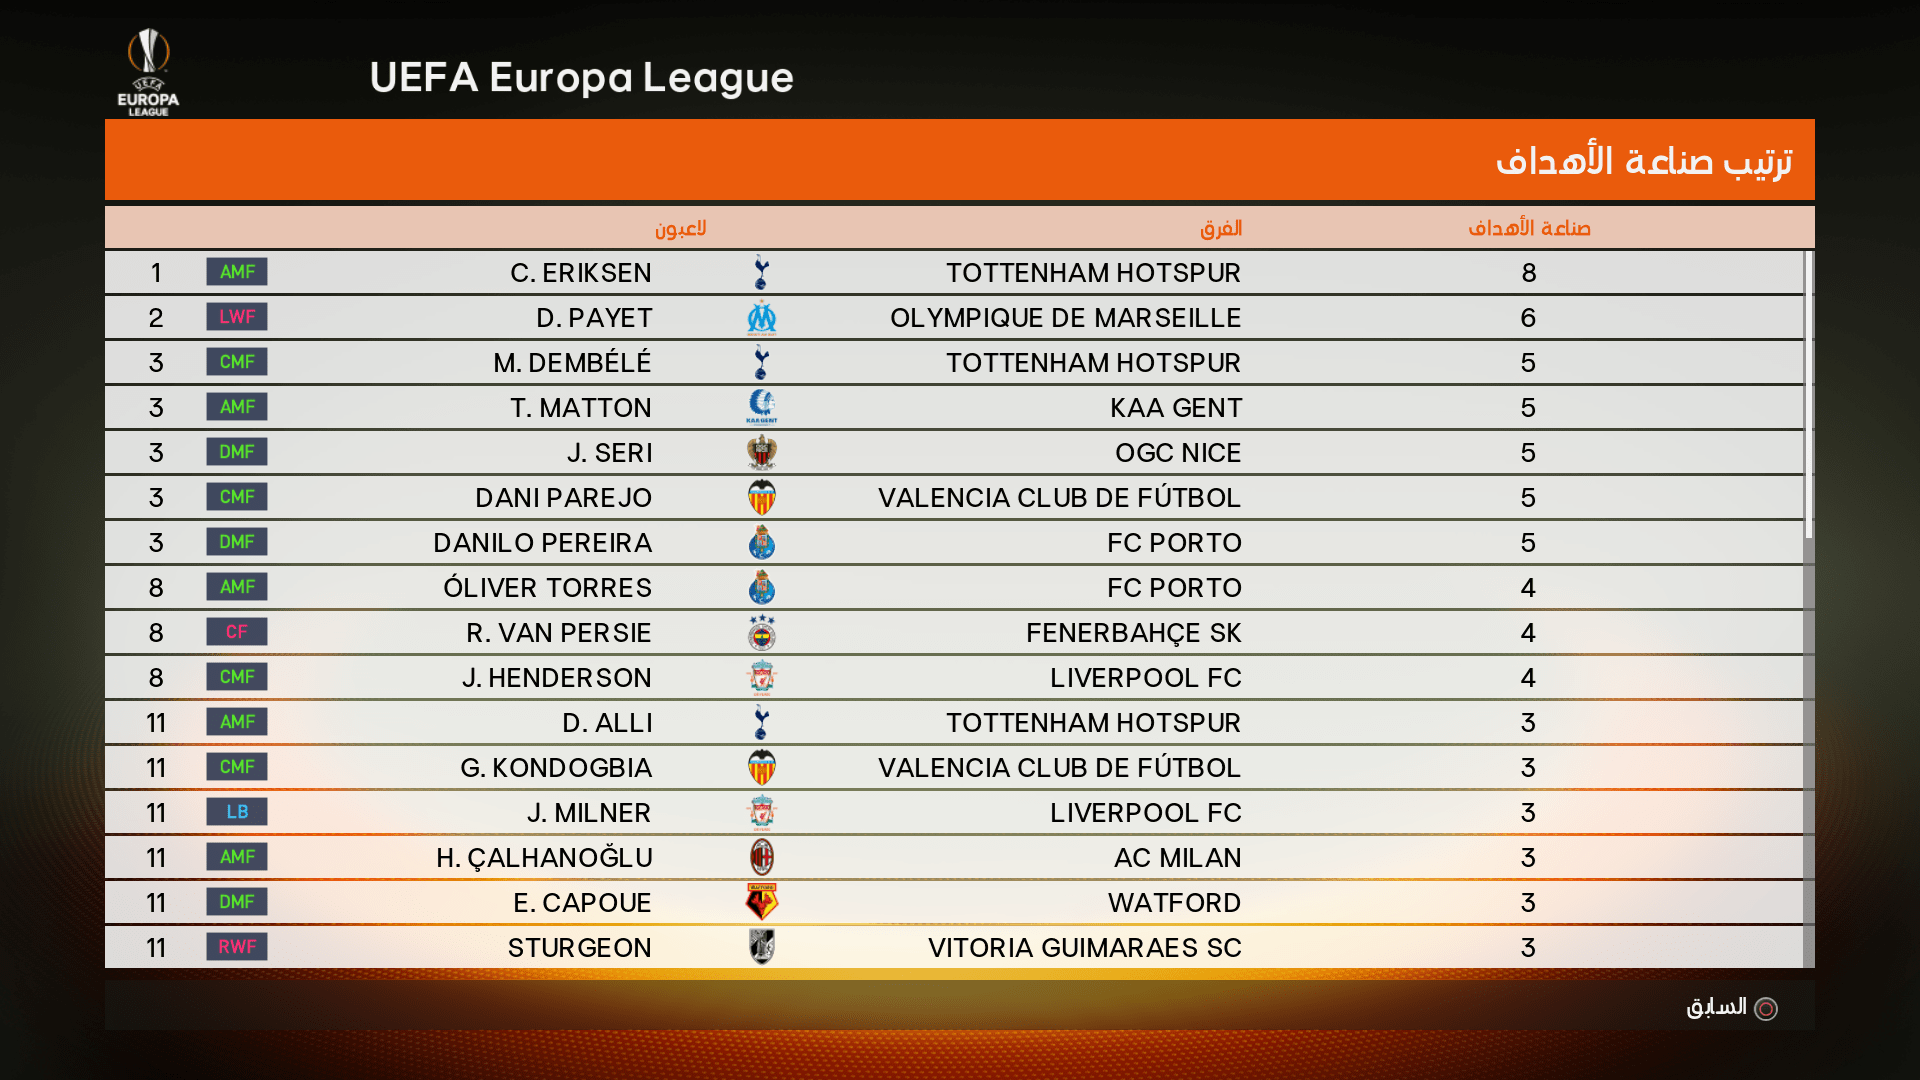 UEFA
EUROPA
LEAGUE
UEFA Europa League
ترتيب صناعة الأهداف
لاعبون الفرق صناعة الأهداف
1 AMF C. ERIKSEN TOTTENHAM HOTSPUR 8
2 LWF D. PAYET OLYMPIQUE DE MARSEILLE 6
3 CMF M. DEMBÉLÉ TOTTENHAM HOTSPUR 5
3 AMF T. MATTON KAA GENT KAA GENT 5
3 DMF J. SERI OGC NICE 5
3 CMF DANI PAREJO VALENCIA CLUB DE FÚTBOL 5
3 DMF DANILO PEREIRA FC PORTO 5
8 AMF ÓLIVER TORRES FC PORTO 4
8 CF R. VAN PERSIE FENERBAHÇE SK 4
8 CMF J. HENDERSON LIVERPOOL FC 4
11 AMF D. ALLI TOTTENHAM HOTSPUR 3
11 CMF G. KONDOGBIA VALENCIA CLUB DE FÚTBOL 3
11 LB J. MILNER LIVERPOOL FC 3
11 AMF H. ÇALHANOĞLU AC MILAN 3
11 DMF E. CAPOUE WATFORD 3
11 RWF STURGEON VITORIA GUIMARAES SC 3
السابق